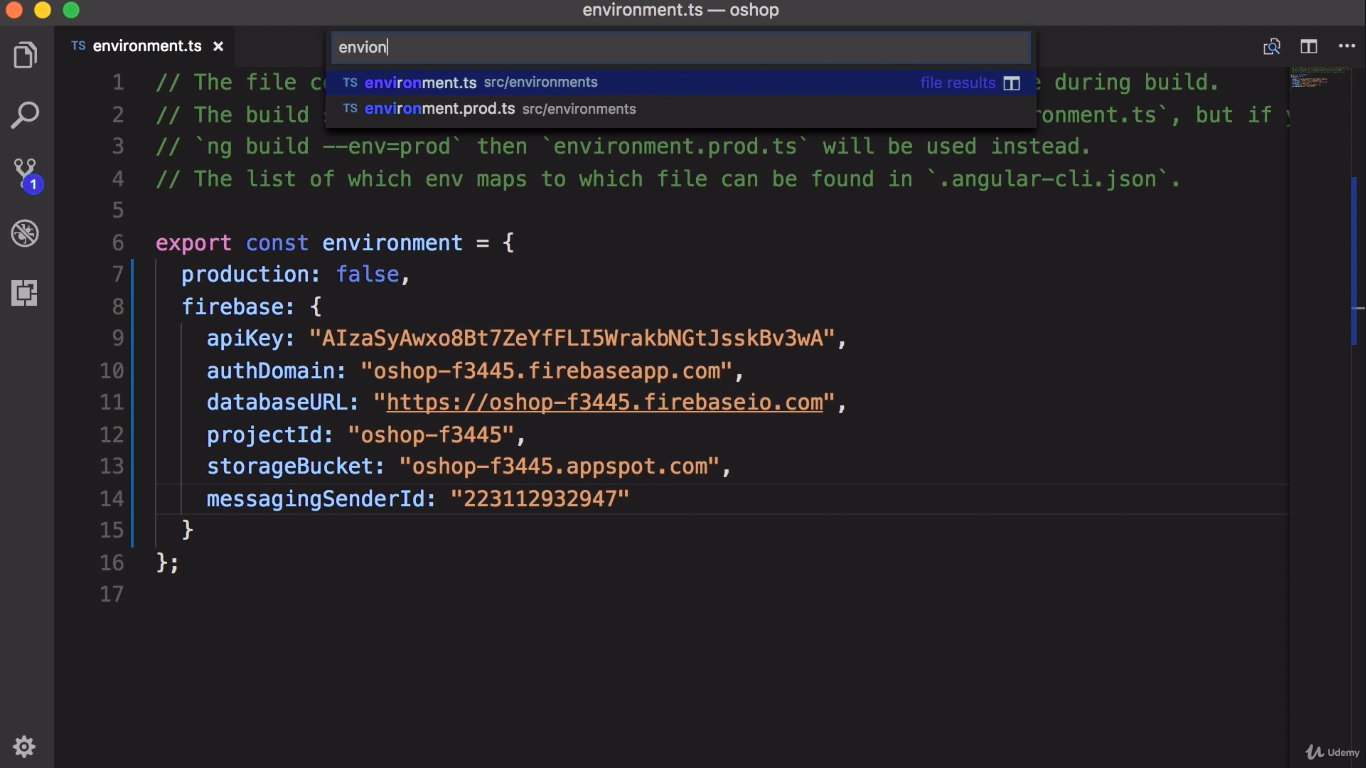 environment.ts — oshop
TS environment.ts ×
envion
TS environment.ts src/environments file results
TS environment.prod.ts src/environments
1 // The file c e during build.
2 // The build ronment.ts`, but if
3 // `ng build --env=prod` then `environment.prod.ts` will be used instead.
4 // The list of which env maps to which file can be found in `.angular-cli.json`.
5
6 export const environment = {
7 production: false,
8 firebase: {
9 apiKey: "AIzaSyAwxo8Bt7ZeYfFLI5WrakbNGtJsskBv3wA",
10 authDomain: "oshop-f3445.firebaseapp.com",
11 databaseURL: "https://oshop-f3445.firebaseio.com",
12 projectId: "oshop-f3445",
13 storageBucket: "oshop-f3445.appspot.com",
14 messagingSenderId: "223112932947"
15 }
16 };
17
1
Udemy